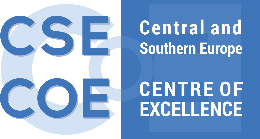 CSE
COE
Central and
Southern Europe
CENTRE OF
EXCELLENCE